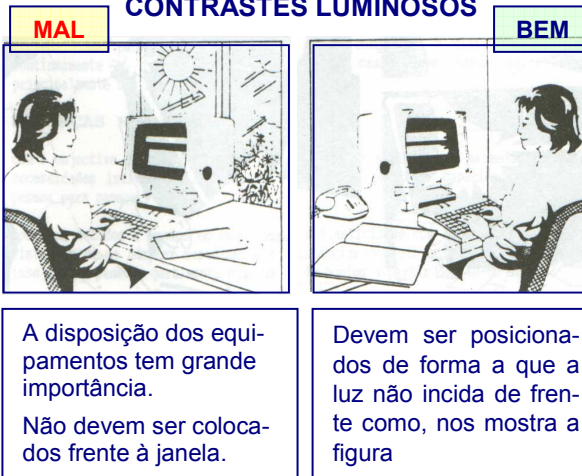 CONTRASTES LUMINOSOS
MAL
BEM
A disposição dos equi-
pamentos tem grande
importância.
Não devem ser coloca-
dos frente à janela.
Devem ser posiciona-
dos de forma a que a
luz não incida de fren-
te como, nos mostra a
figura